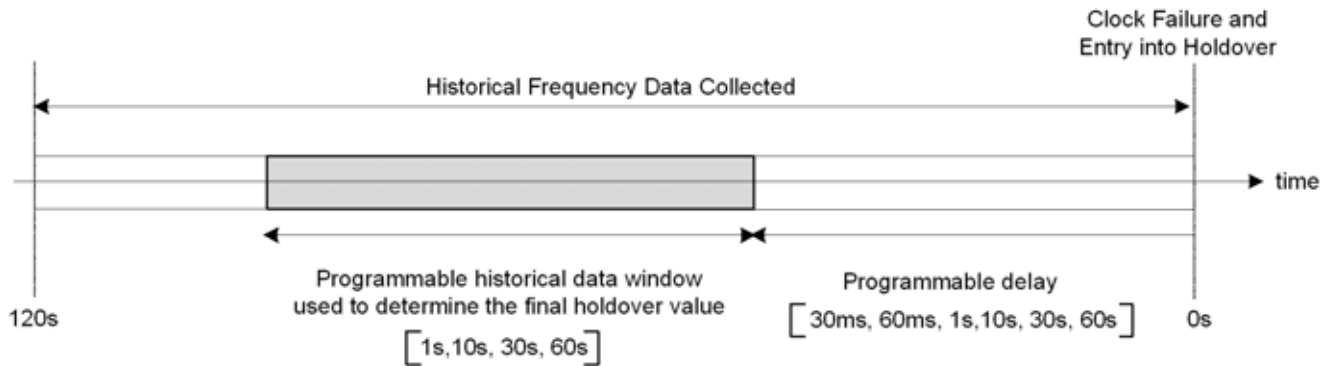 Clock Failure and
Entry into Holdover
Historical Frequency Data Collected
time
Programmable historical data window
used to determine the final holdover value
[1s,10s, 30s, 60s]
Programmable delay
[30ms, 60ms, 1s,10s, 30s, 60s]
120s
0s